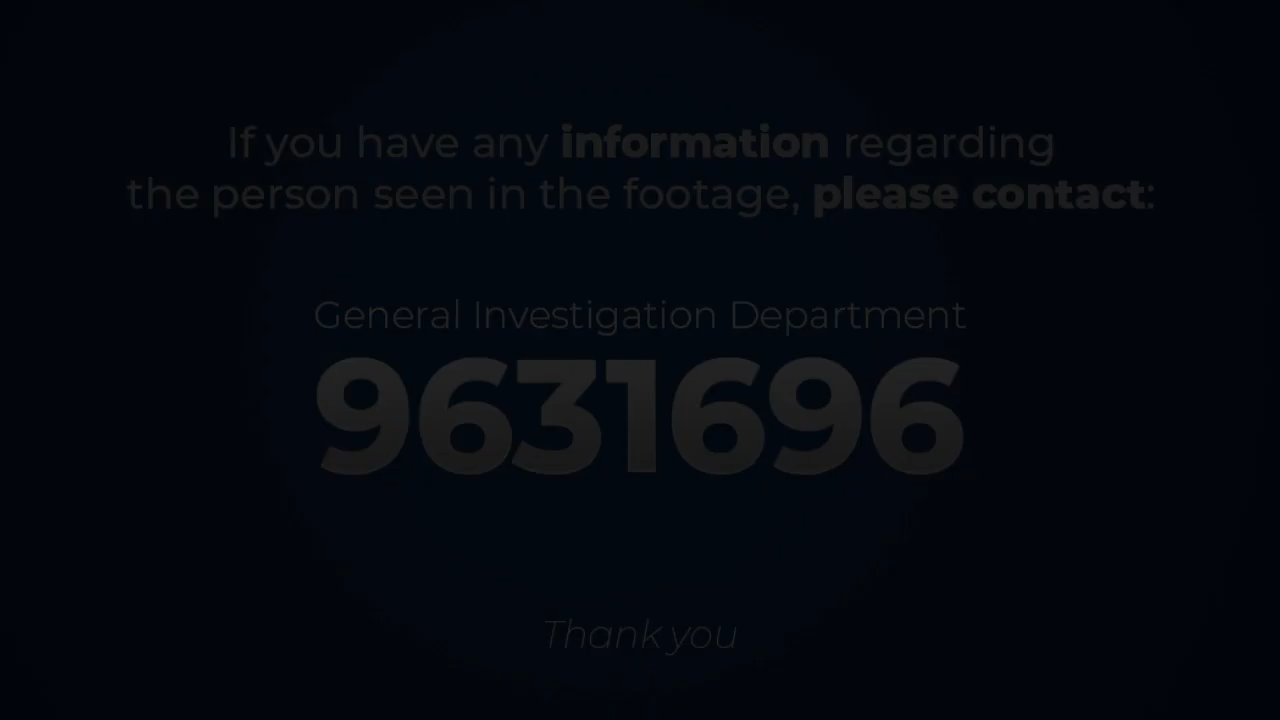 If you have any information regarding
the person seen in the footage, please contact:
General Investigation Department
9631696
Thank you